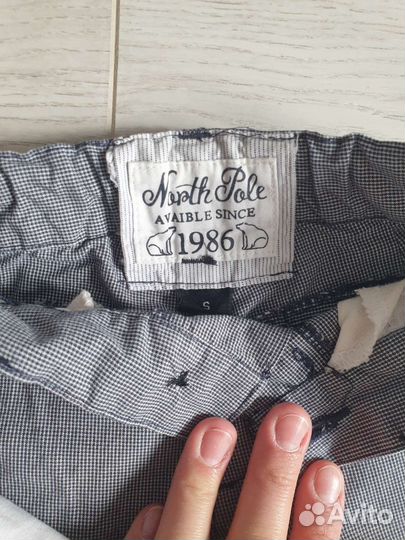 North Pole
AVAIBLE SINCE
1986
S
Avito